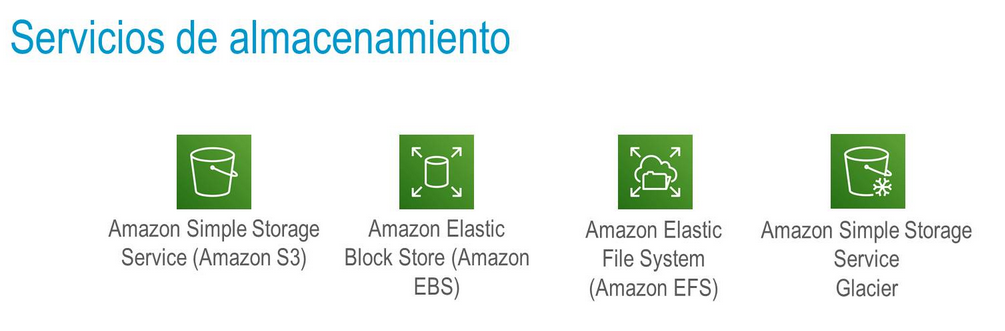 Servicios de almacenamiento
Amazon Simple Storage
Service (Amazon S3)
Amazon Elastic
Block Store (Amazon
EBS)
Amazon Elastic
File System
(Amazon EFS)
Amazon Simple Storage
Service
Glacier